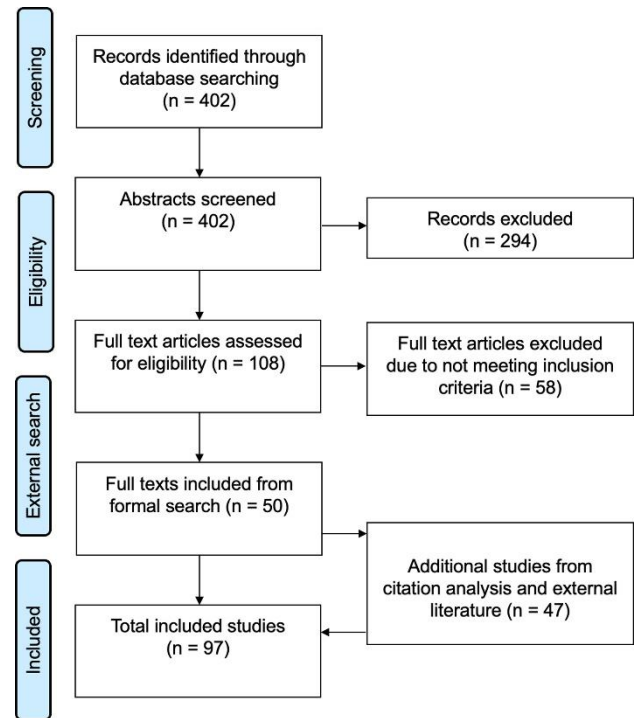 Screening
Records identified through
database searching
(n = 402)
Eligibility
Abstracts screened
(n = 402)
Records excluded
(n = 294)
Full text articles assessed
for eligibility (n = 108)
Full text articles excluded
due to not meeting inclusion
criteria (n = 58)
External search
Full texts included from
formal search (n = 50)
Additional studies from
citation analysis and external
literature (n = 47)
Included
Total included studies
(n = 97)